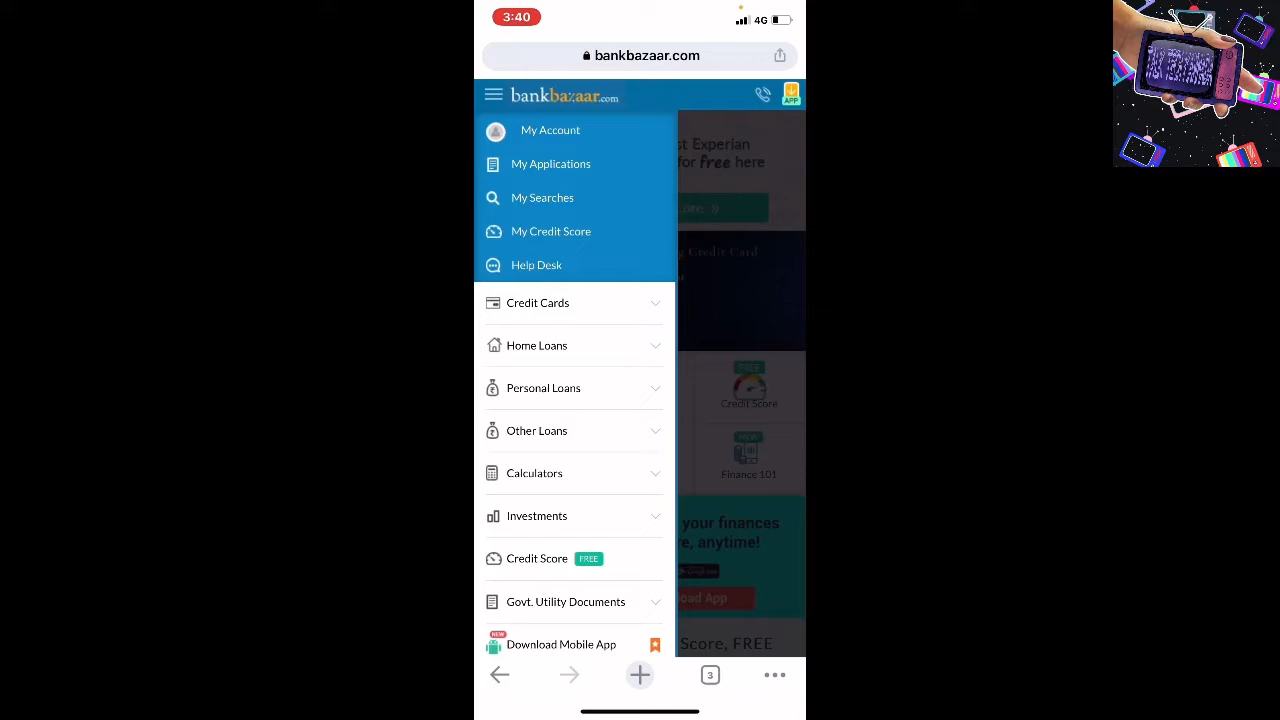 3:40
4G
bankbazaar.com
bankbazaar.com
APP
My Account
My Applications
My Searches
My Credit Score
Help Desk
Credit Cards
Home Loans
Personal Loans
Other Loans
Calculators
Investments
Credit Score FREE
Govt. Utility Documents
NEW
Download Mobile App
st Experian
for free here
g Credit Card
FREE
Credit Score
NEW
Finance 101
your finances
re, anytime!
oad App
Score, FREE
3